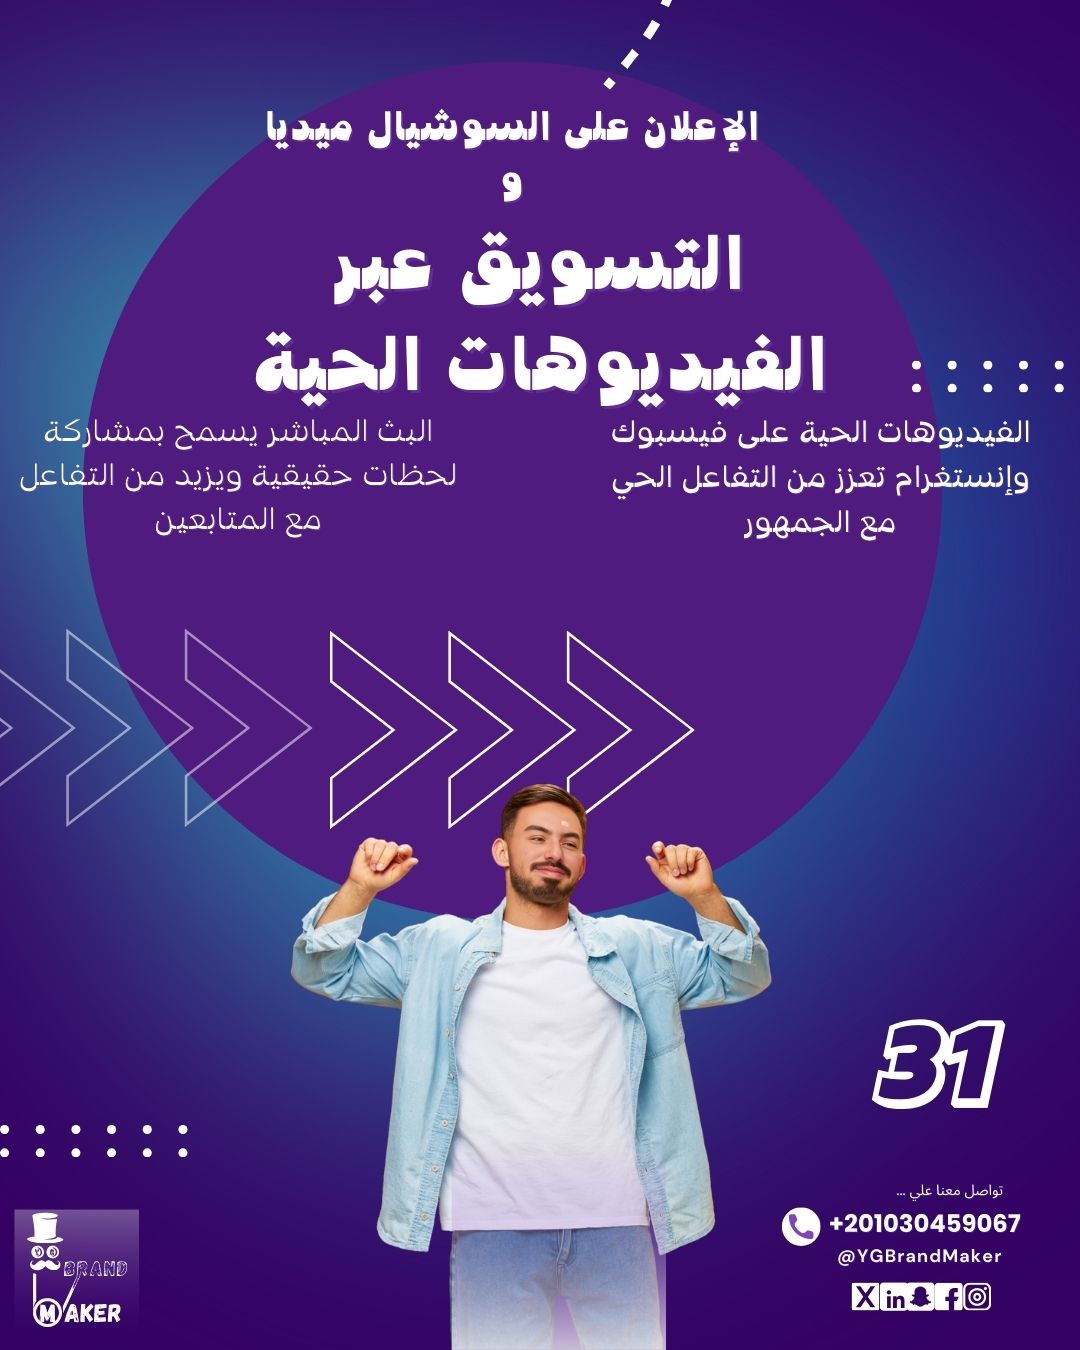 الإعلان على السوشيال ميديا
و
التسويق عبر
الفيديوهات الحية
الفيديوهات الحية على فيسبوك
وإنستغرام تعزز من التفاعل الحي
مع الجمهور
البث المباشر يسمح بمشاركة
لحظات حقيقية ويزيد من التفاعل
مع المتابعين
31
تواصل معنا علي ...
+201030459067
@YGBrandMaker
BRAND
MAKER